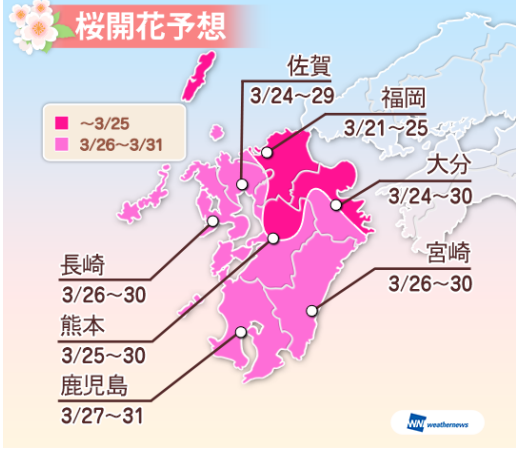 桜開花予想
～3/25
3/26～3/31
佐賀
3/24～29
福岡
3/21～25
大分
3/24～30
宮崎
3/26～30
長崎
3/26～30
熊本
3/25～30
鹿児島
3/27～31
WN weathernews